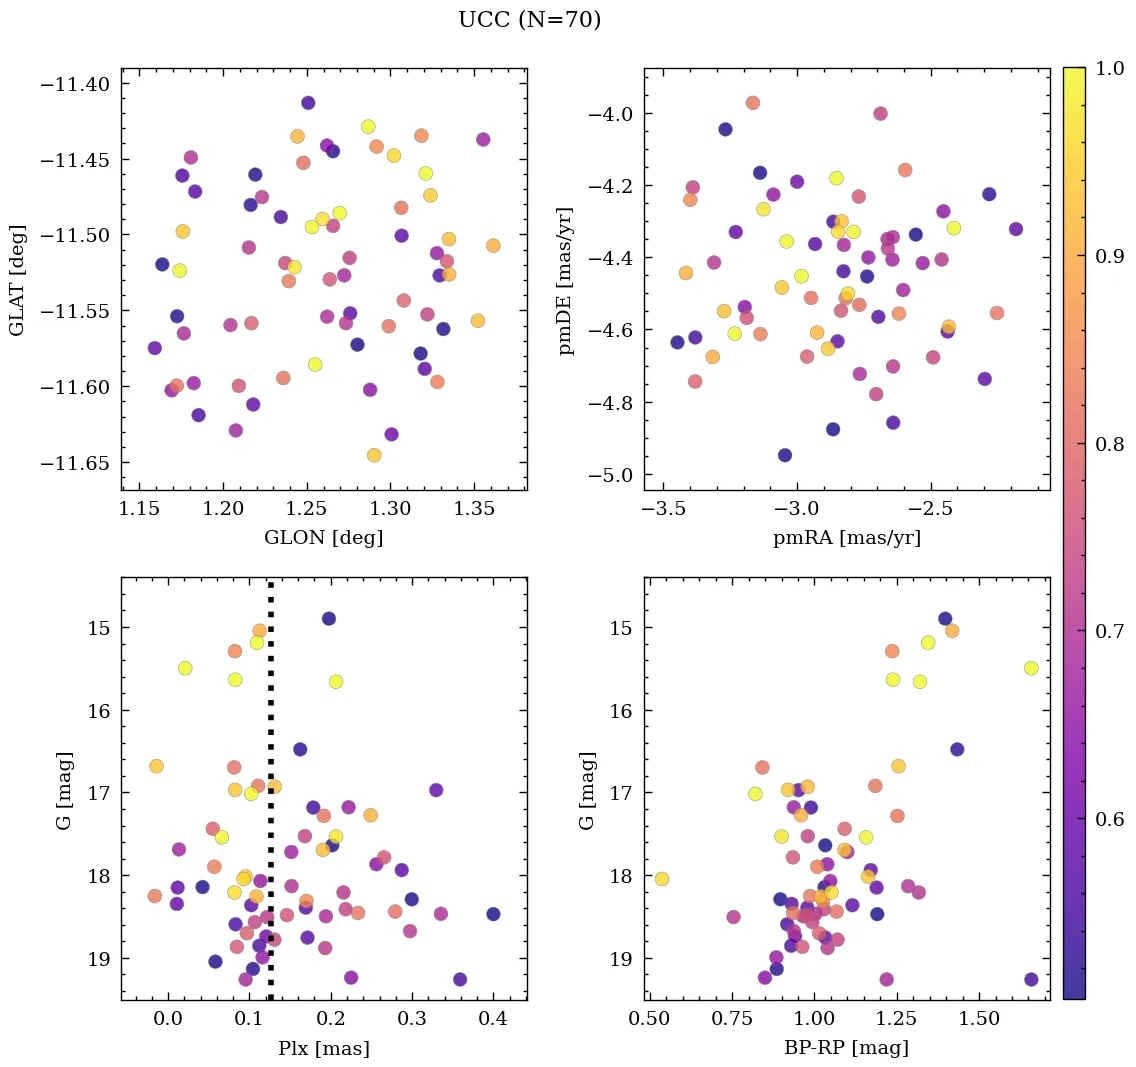 UCC (N=70)
−11.40
−11.45
−11.50
−11.55
−11.60
−11.65
GLAT [deg]
1.15 1.20 1.25 1.30 1.35
GLON [deg]
−4.0
−4.2
−4.4
−4.6
−4.8
−5.0
pmDE [mas/yr]
−3.5 −3.0 −2.5
pmRA [mas/yr]
1.0
0.9
0.8
0.7
0.6
15
16
17
18
19
G [mag]
0.0 0.1 0.2 0.3 0.4
Plx [mas]
15
16
17
18
19
G [mag]
0.50 0.75 1.00 1.25 1.50
BP-RP [mag]